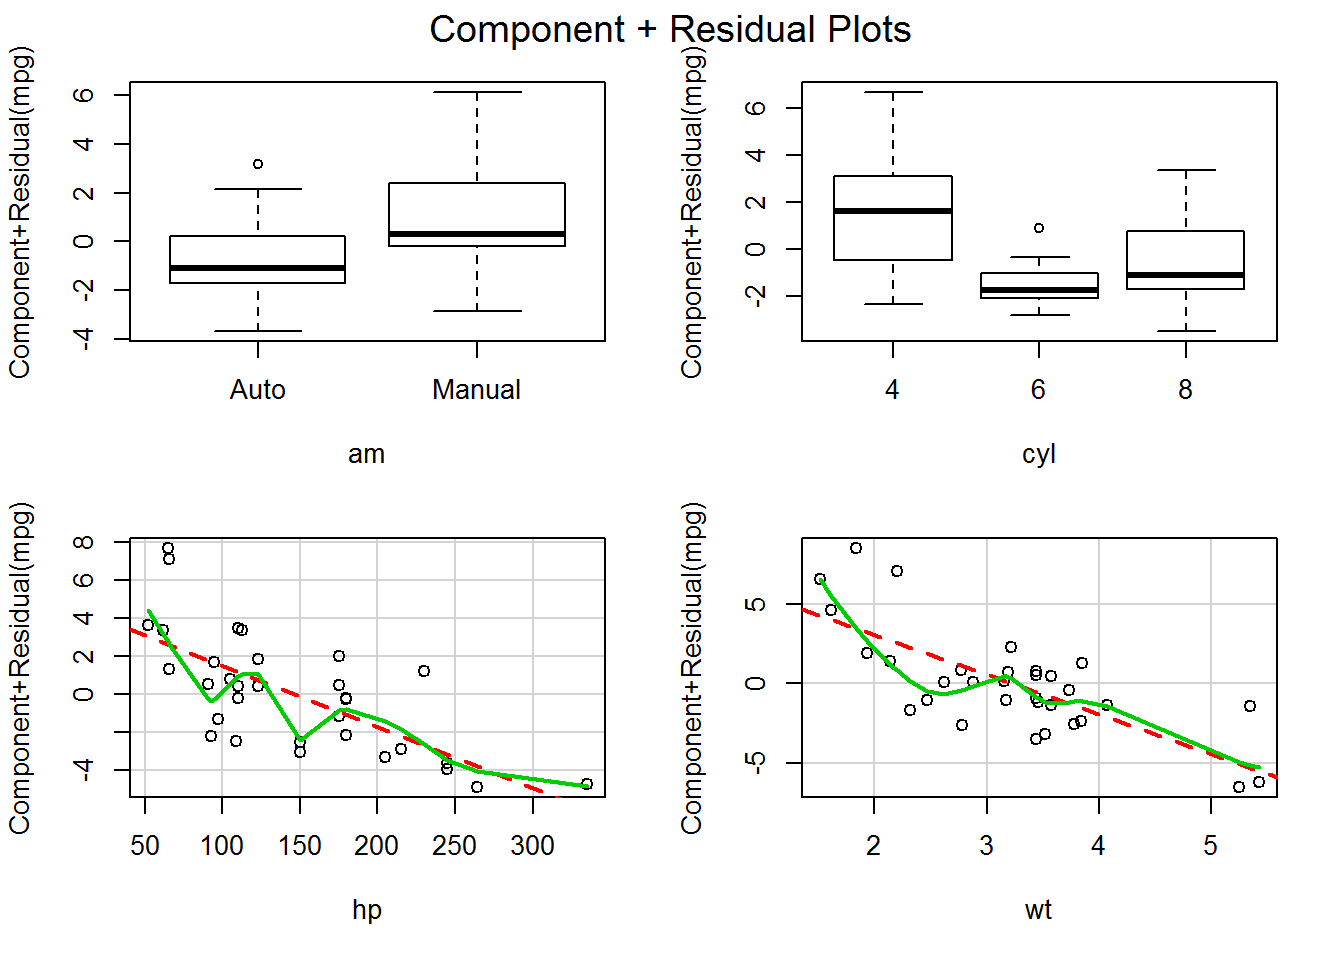 Component + Residual Plots
Component+Residual(mpg)
6
4
2
0
-2
-4
Auto Manual
am
Component+Residual(mpg)
6
4
2
0
-2
4 6 8
cyl
Component+Residual(mpg)
8
6
4
2
0
-4
50 100 150 200 250 300
hp
Component+Residual(mpg)
5
0
-5
2 3 4 5
wt